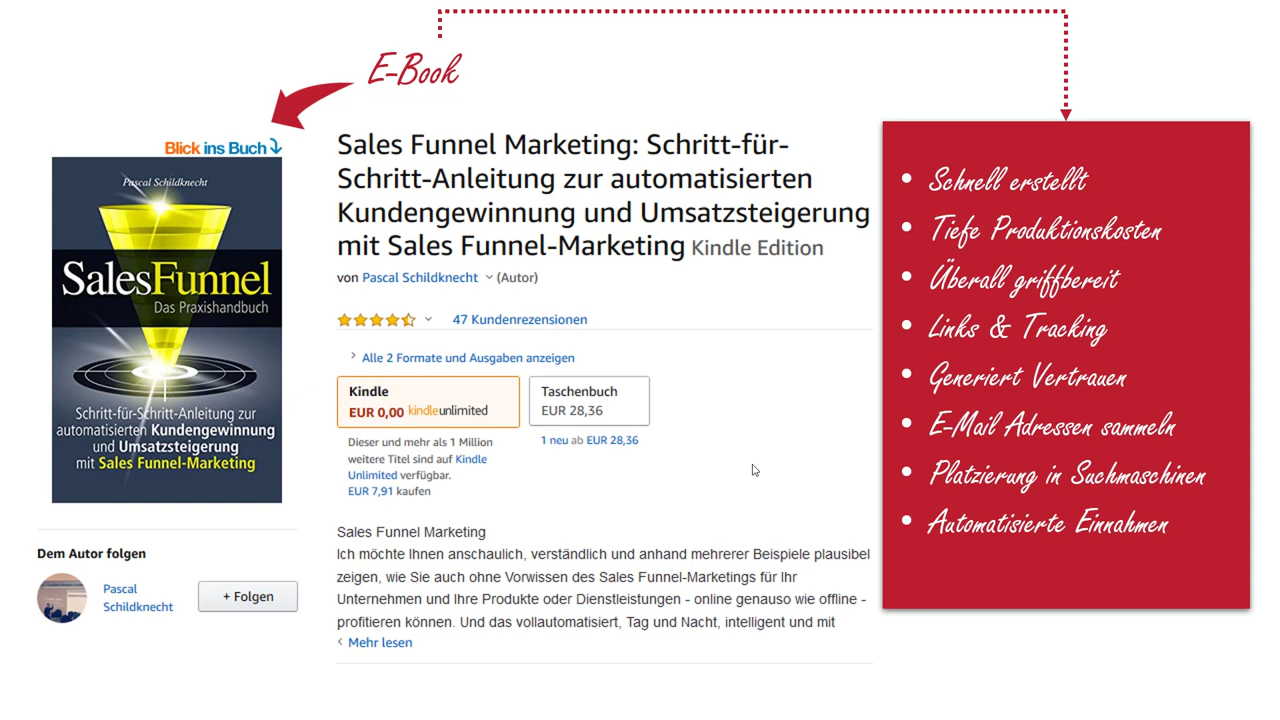 E-Book
Blick ins Buch
Pascal Schildknecht
SalesFunnel
Das Praxishandbuch
Schritt-für-Schritt-Anleitung zur
automatisierten Kundengewinnung
und Umsatzsteigerung
mit Sales Funnel-Marketing
Dem Autor folgen
Pascal
Schildknecht
+ Folgen
Sales Funnel Marketing: Schritt-für-
Schritt-Anleitung zur automatisierten
Kundengewinnung und Umsatzsteigerung
mit Sales Funnel-Marketing Kindle Edition
von Pascal Schildknecht (Autor)
47 Kundenrezensionen
Alle 2 Formate und Ausgaben anzeigen
Kindle
EUR 0,00 kindleunlimited
Dieser und mehr als 1 Million
weitere Titel sind auf Kindle
Unlimited verfügbar.
EUR 7,91 kaufen
Taschenbuch
EUR 28,36
1 neu ab EUR 28,36
Sales Funnel Marketing
Ich möchte Ihnen anschaulich, verständlich und anhand mehrerer Beispiele plausibel
zeigen, wie Sie auch ohne Vorwissen des Sales Funnel-Marketings für Ihr
Unternehmen und Ihre Produkte oder Dienstleistungen - online genauso wie offline -
profitieren können. Und das vollautomatisiert, Tag und Nacht, intelligent und mit
Mehr lesen
• Schnell erstellt
• Tiefe Produktionskosten
• Überall griffbereit
• Links & Tracking
• Generiert Vertrauen
• E-Mail Adressen sammeln
• Platzierung in Suchmaschinen
• Automatisierte Einnahmen